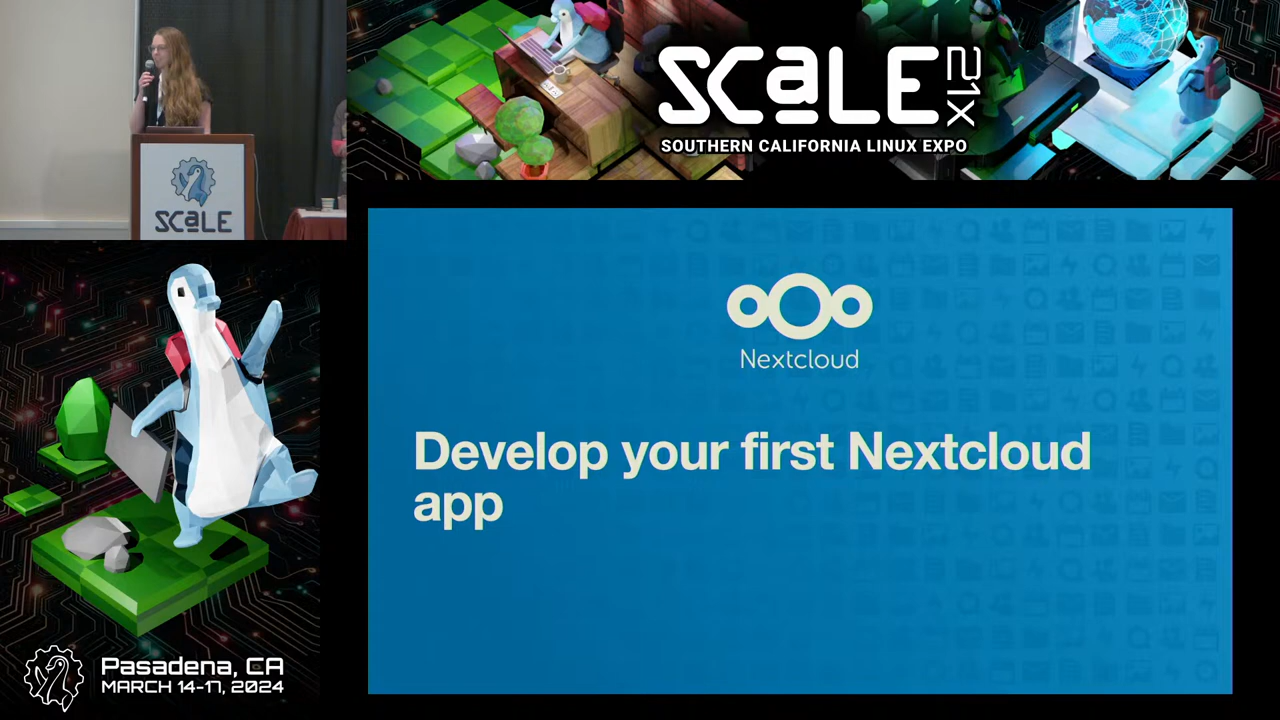 SCALE
SCALE 21X
SOUTHERN CALIFORNIA LINUX EXPO
Nextcloud
Develop your first Nextcloud
app
Pasadena, CA
MARCH 14-17, 2024